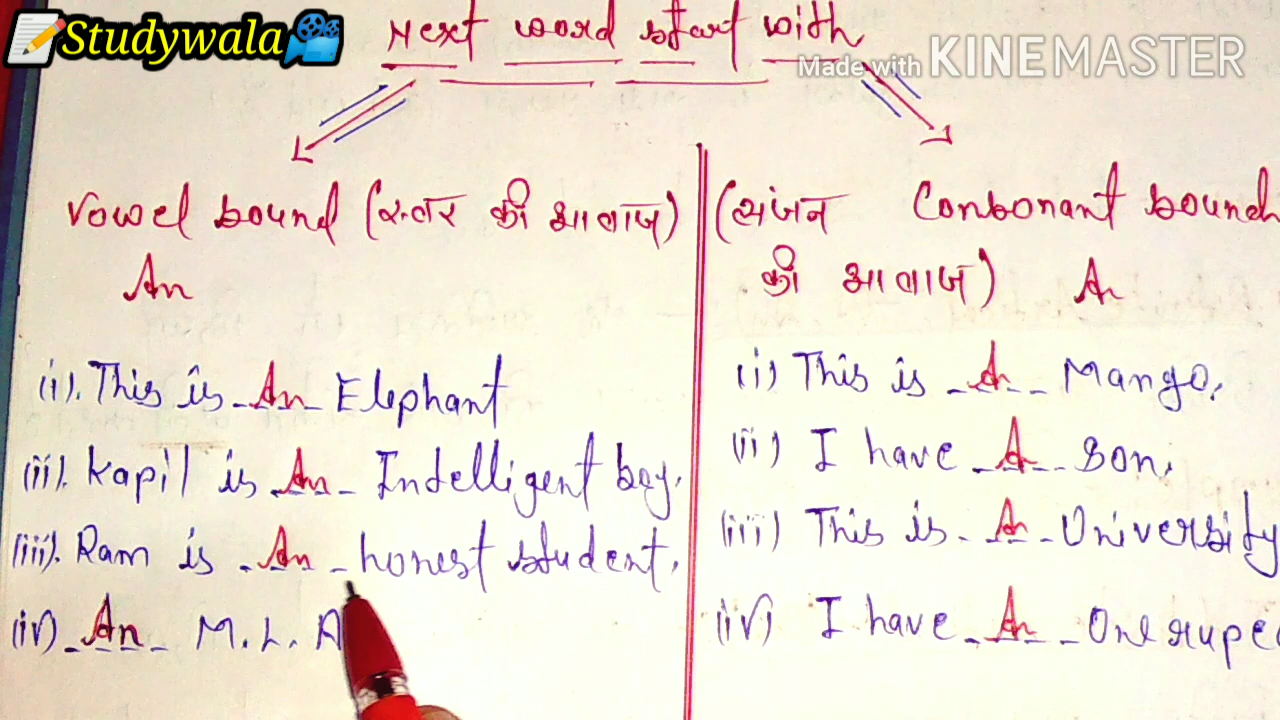 Studywala
Made with KINEMASTER
Next word start with
Vowel sound (स्वर की आवाज)
An
(i). This is An Elephant
(ii). Kapil is An Intelligent boy.
(iii). Ram is An honest student.
(iv) An M.L.A
(व्यंजन Consonant sound
की आवाज) A
(i) This is A Mango.
(ii) I have A son.
(iii) This is A University
(iv) I have A One rupe